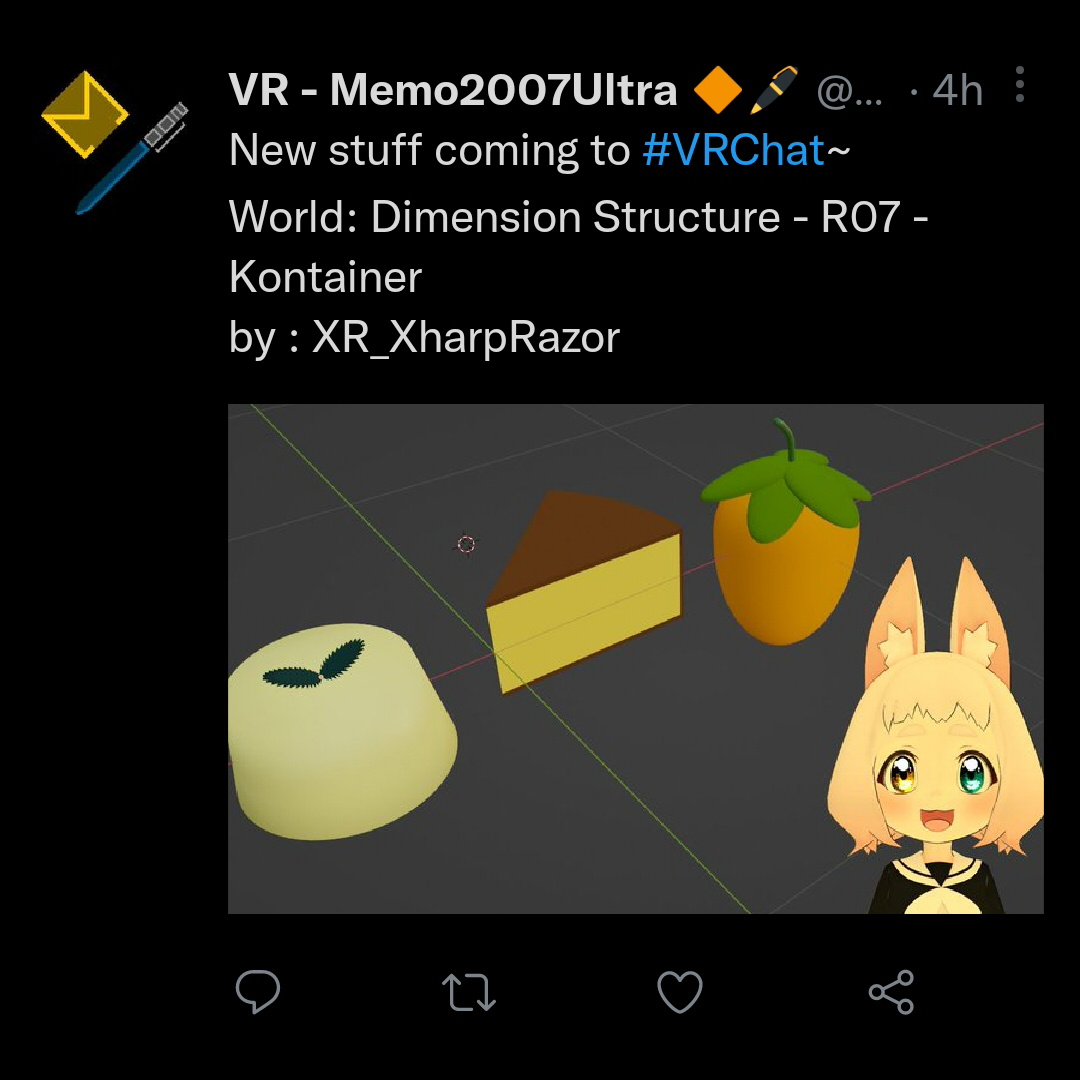 VR - Memo2007Ultra 🔶🖋️ @... · 4h
New stuff coming to #VRChat~
World: Dimension Structure - R07 -
Kontainer
by : XR_XharpRazor